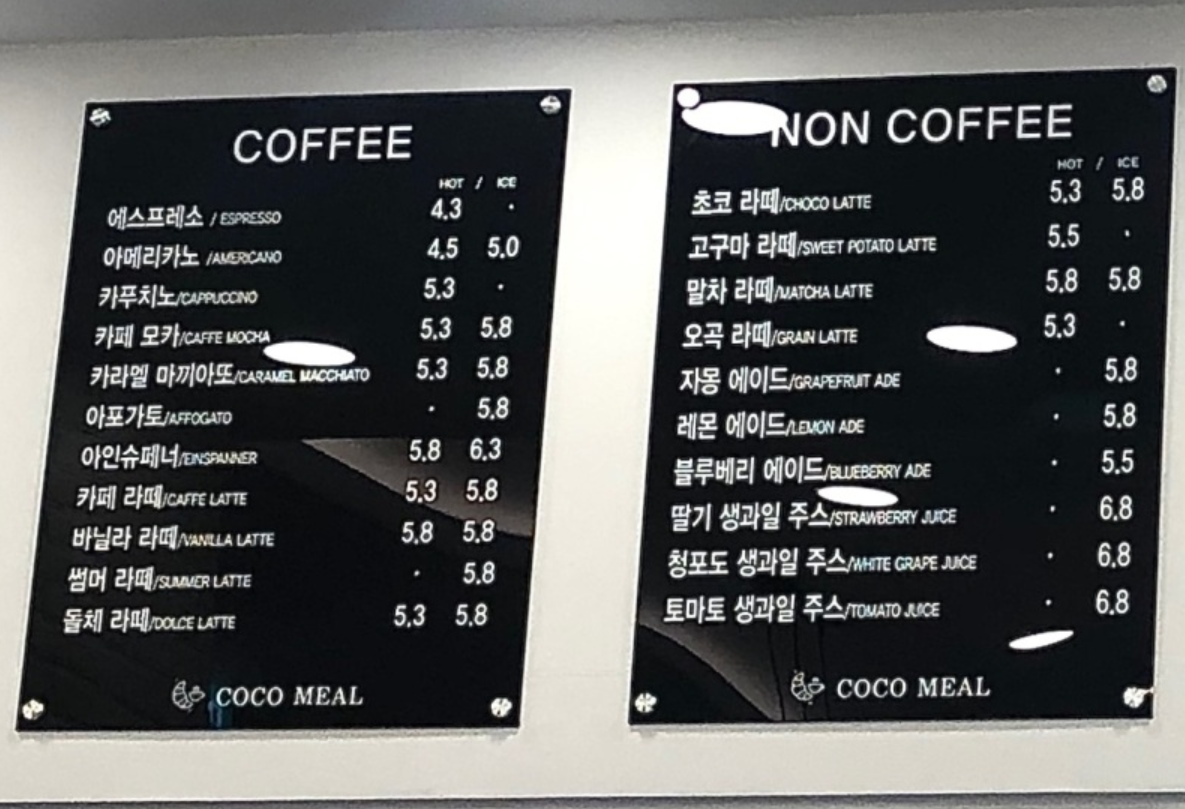 COFFEE
HOT / ICE
에스프레소 / ESPRESSO 4.3 ·
아메리카노 /AMERICANO 4.5 5.0
카푸치노/CAPPUCCINO 5.3 ·
카페 모카/CAFFE MOCHA 5.3 5.8
카라멜 마끼아또/CARAMEL MACCHIATO 5.3 5.8
아포가토/AFFOGATO · 5.8
아인슈페너/EINSPANNER 5.8 6.3
카페 라떼/CAFFE LATTE 5.3 5.8
바닐라 라떼/VANILLA LATTE 5.8 5.8
썸머 라떼/SUMMER LATTE · 5.8
돌체 라떼/DOLCE LATTE 5.3 5.8
COCO MEAL
NON COFFEE
HOT / ICE
초코 라떼/CHOCO LATTE 5.3 5.8
고구마 라떼/SWEET POTATO LATTE 5.5 ·
말차 라떼/MATCHA LATTE 5.8 5.8
오곡 라떼/GRAIN LATTE 5.3 ·
자몽 에이드/GRAPEFRUIT ADE · 5.8
레몬 에이드/LEMON ADE · 5.8
블루베리 에이드/BLUEBERRY ADE · 5.5
딸기 생과일 주스/STRAWBERRY JUICE · 6.8
청포도 생과일 주스/WHITE GRAPE JUICE · 6.8
토마토 생과일 주스/TOMATO JUICE · 6.8
COCO MEAL